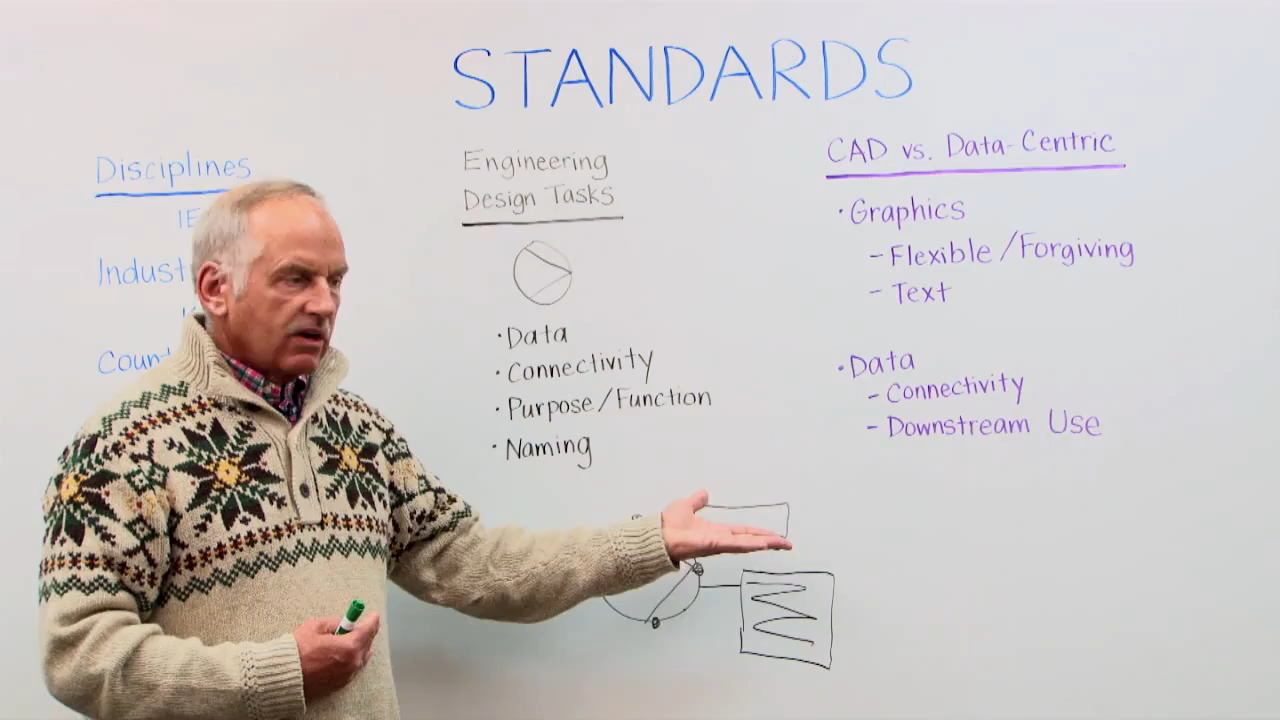 STANDARDS
Disciplines
Engineering
Design Tasks
· Data
· Connectivity
· Purpose/Function
· Naming
CAD vs. Data-Centric
· Graphics
- Flexible/Forgiving
- Text
· Data
- Connectivity
- Downstream Use